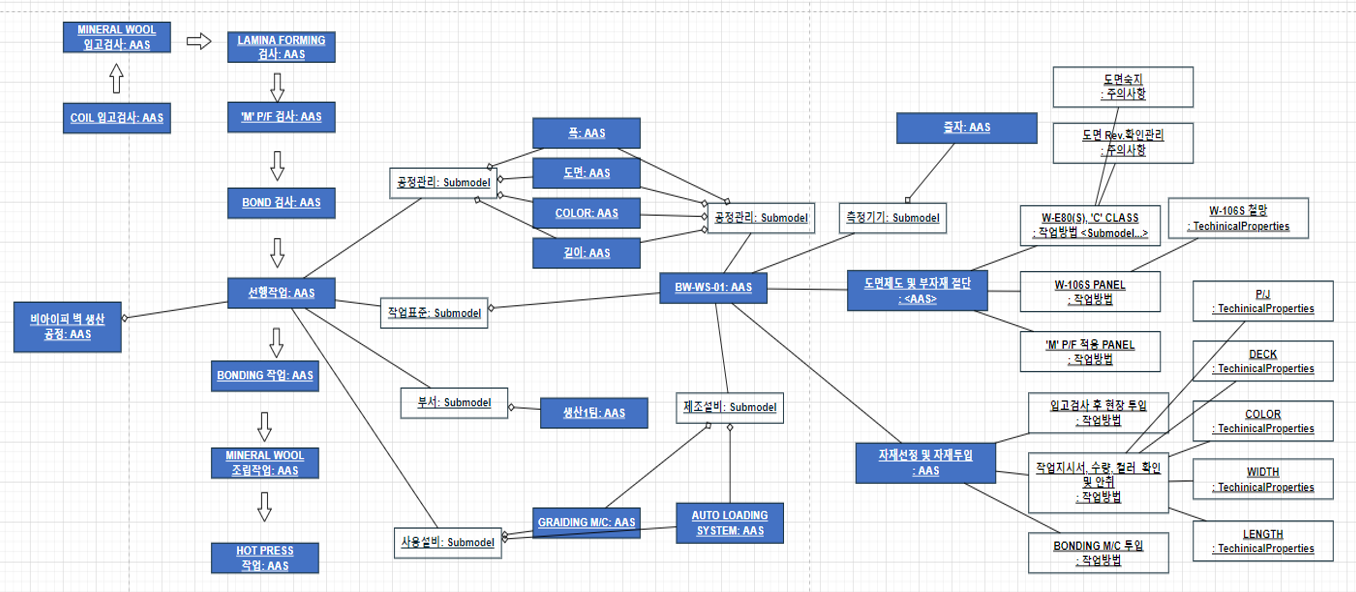 MINERAL WOOL
입고검사: AAS
COIL 입고검사: AAS
LAMINA FORMING
검사: AAS
'M' P/F 검사: AAS
BOND 검사: AAS
선행작업: AAS
비아이피 벽 생산
공정: AAS
BONDING 작업: AAS
MINERAL WOOL
조립작업: AAS
HOT PRESS
작업: AAS
공정관리: Submodel
작업표준: Submodel
부서: Submodel
사용설비: Submodel
폭: AAS
도면: AAS
COLOR: AAS
길이: AAS
생산1팀: AAS
GRAIDING M/C: AAS
공정관리: Submodel
BW-WS-01: AAS
제조설비: Submodel
AUTO LOADING
SYSTEM: AAS
줄자: AAS
측정기기: Submodel
도면제도 및 부자재 절단
: <AAS>
자재선정 및 자재투입
: AAS
도면숙지
: 주의사항
도면 Rev.확인관리
: 주의사항
W-E80(S), 'C' CLASS
: 작업방법 <Submodel...>
W-106S 철망
: TechinicalProperties
W-106S PANEL
: 작업방법
'M' P/F 적용 PANEL
: 작업방법
입고검사 후 현장 투입
: 작업방법
작업지시서, 수량, 컬러 확인
및 안취
: 작업방법
BONDING M/C 투입
: 작업방법
P/J
: TechinicalProperties
DECK
: TechinicalProperties
COLOR
: TechinicalProperties
WIDTH
: TechinicalProperties
LENGTH
: TechinicalProperties